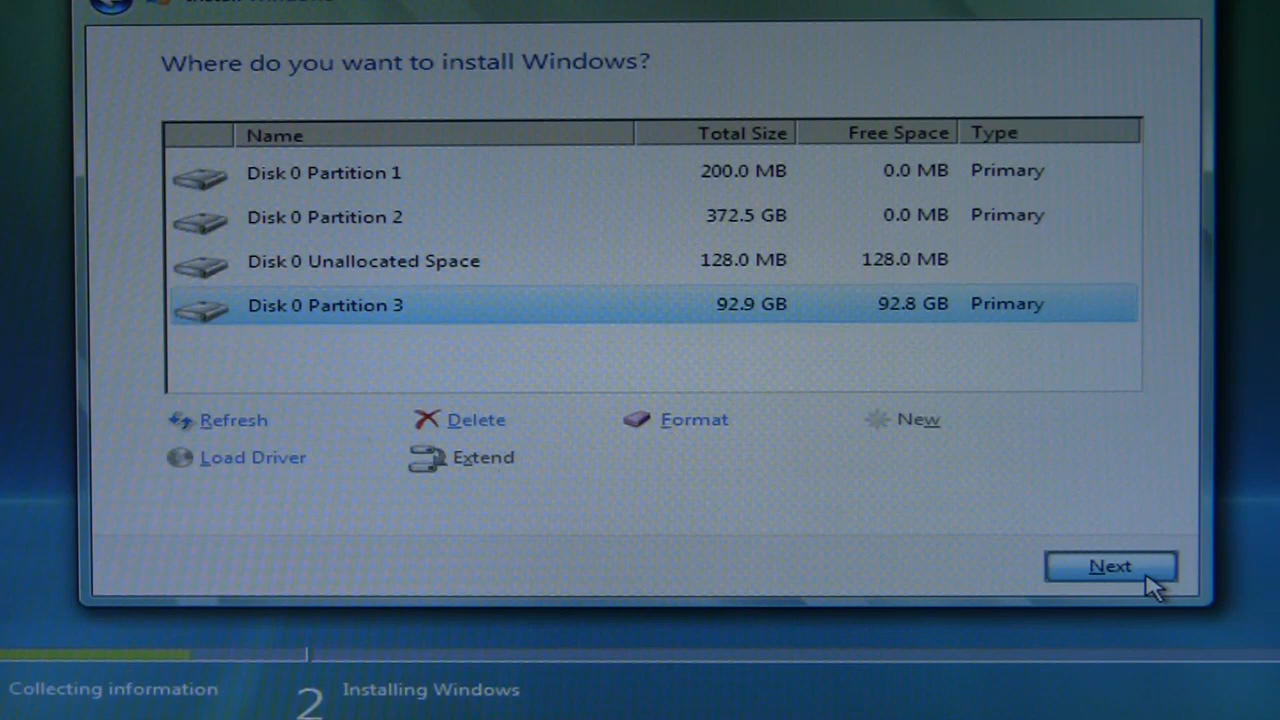 Install Windows
Where do you want to install Windows?
Name Total Size Free Space Type
Disk 0 Partition 1 200.0 MB 0.0 MB Primary
Disk 0 Partition 2 372.5 GB 0.0 MB Primary
Disk 0 Unallocated Space 128.0 MB 128.0 MB
Disk 0 Partition 3 92.9 GB 92.8 GB Primary
Refresh Delete Format New
Load Driver Extend
Next
Collecting information 2 Installing Windows